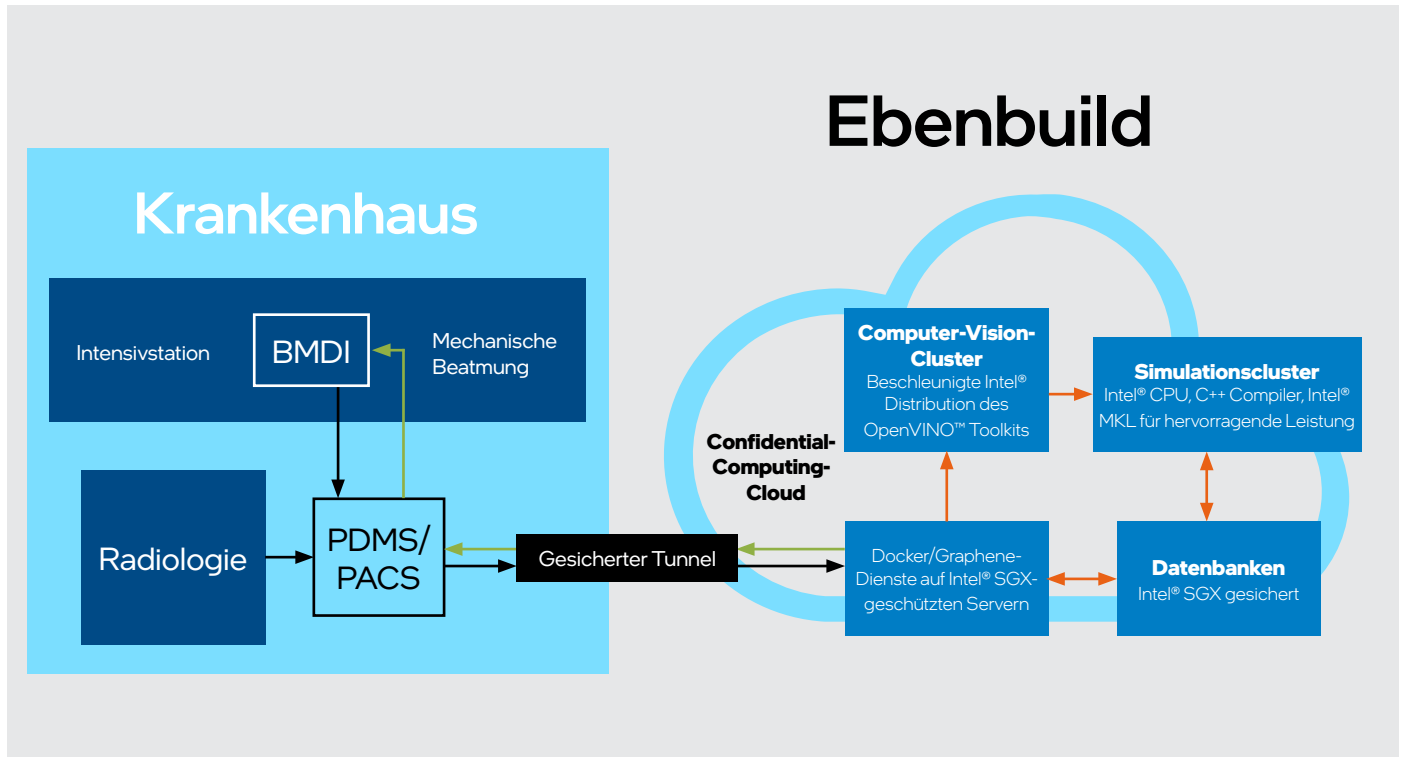 Ebenbuild
Krankenhaus
Intensivstation
BMDI
Mechanische
Beatmung
Radiologie
PDMS/
PACS
Gesicherter Tunnel
Confidential-
Computing-
Cloud
Computer-Vision-
Cluster
Beschleunigte Intel®
Distribution des
OpenVINO™ Toolkits
Simulationscluster
Intel® CPU, C++ Compiler, Intel®
MKL für hervorragende Leistung
Docker/Graphene-
Dienste auf Intel® SGX-
geschützten Servern
Datenbanken
Intel® SGX gesichert